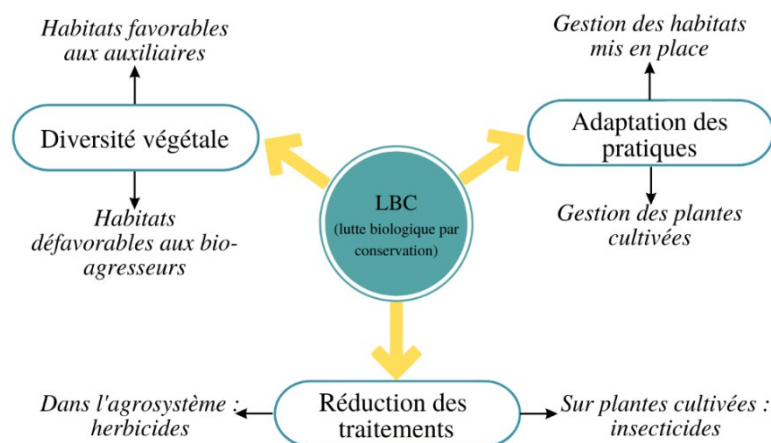 Habitats favorables
aux auxiliaires
Diversité végétale
Habitats
défavorables aux bio-
agresseurs
LBC
(lutte biologique par
conservation)
Gestion des habitats
mis en place
Adaptation des
pratiques
Gestion des plantes
cultivées
Dans l'agrosystème :
herbicides
Réduction des
traitements
Sur plantes cultivées :
insecticides